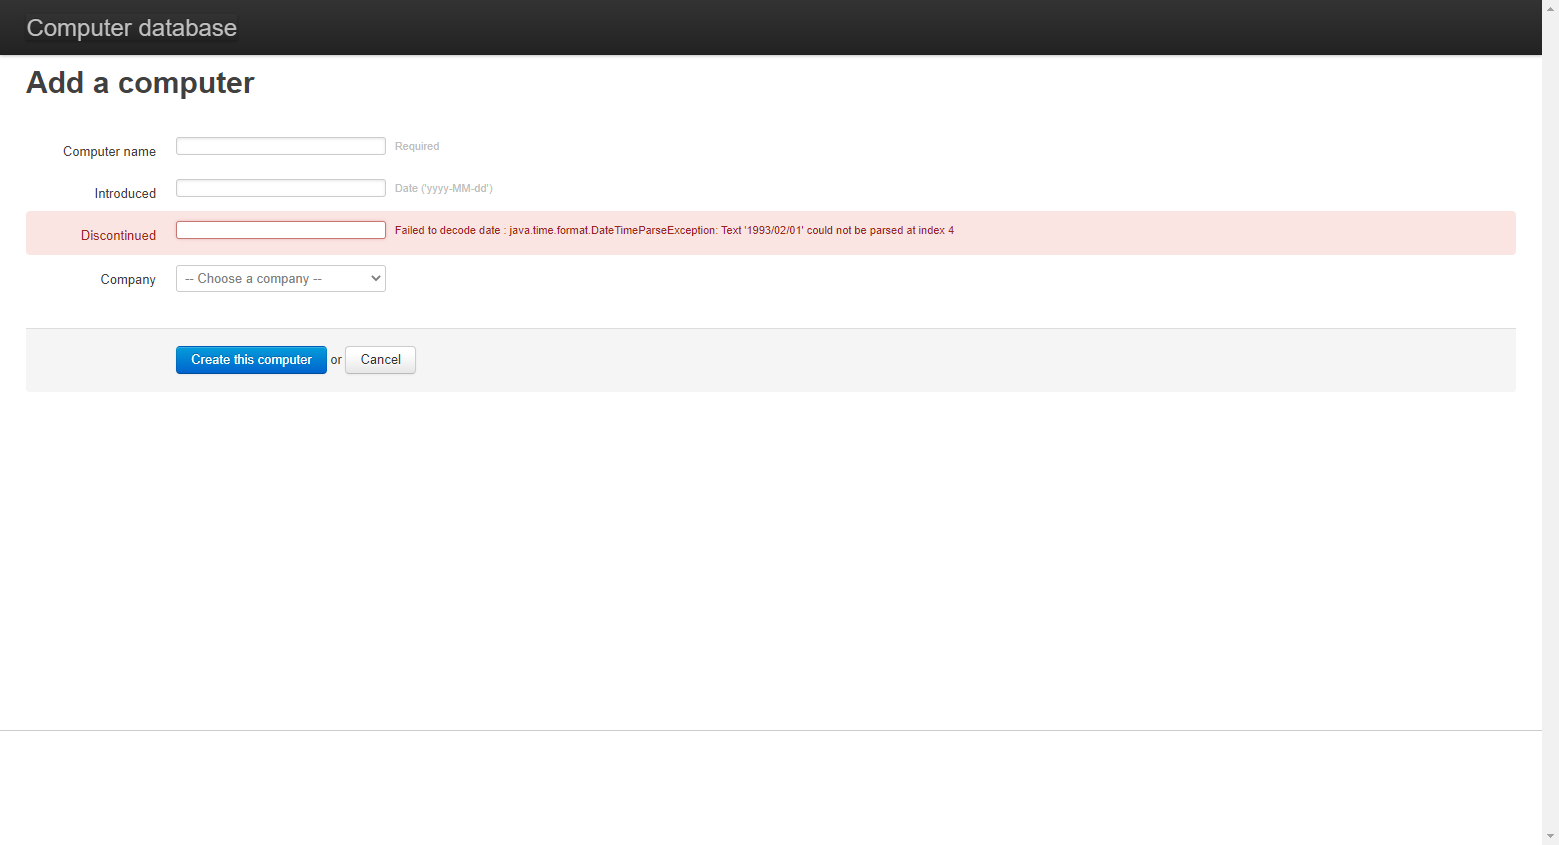 Computer database
Add a computer
Computer name Required
Introduced Date ('yyyy-MM-dd')
Discontinued Failed to decode date : java.time.format.DateTimeParseException: Text '1993/02/01' could not be parsed at index 4
Company -- Choose a company --
Create this computer or Cancel